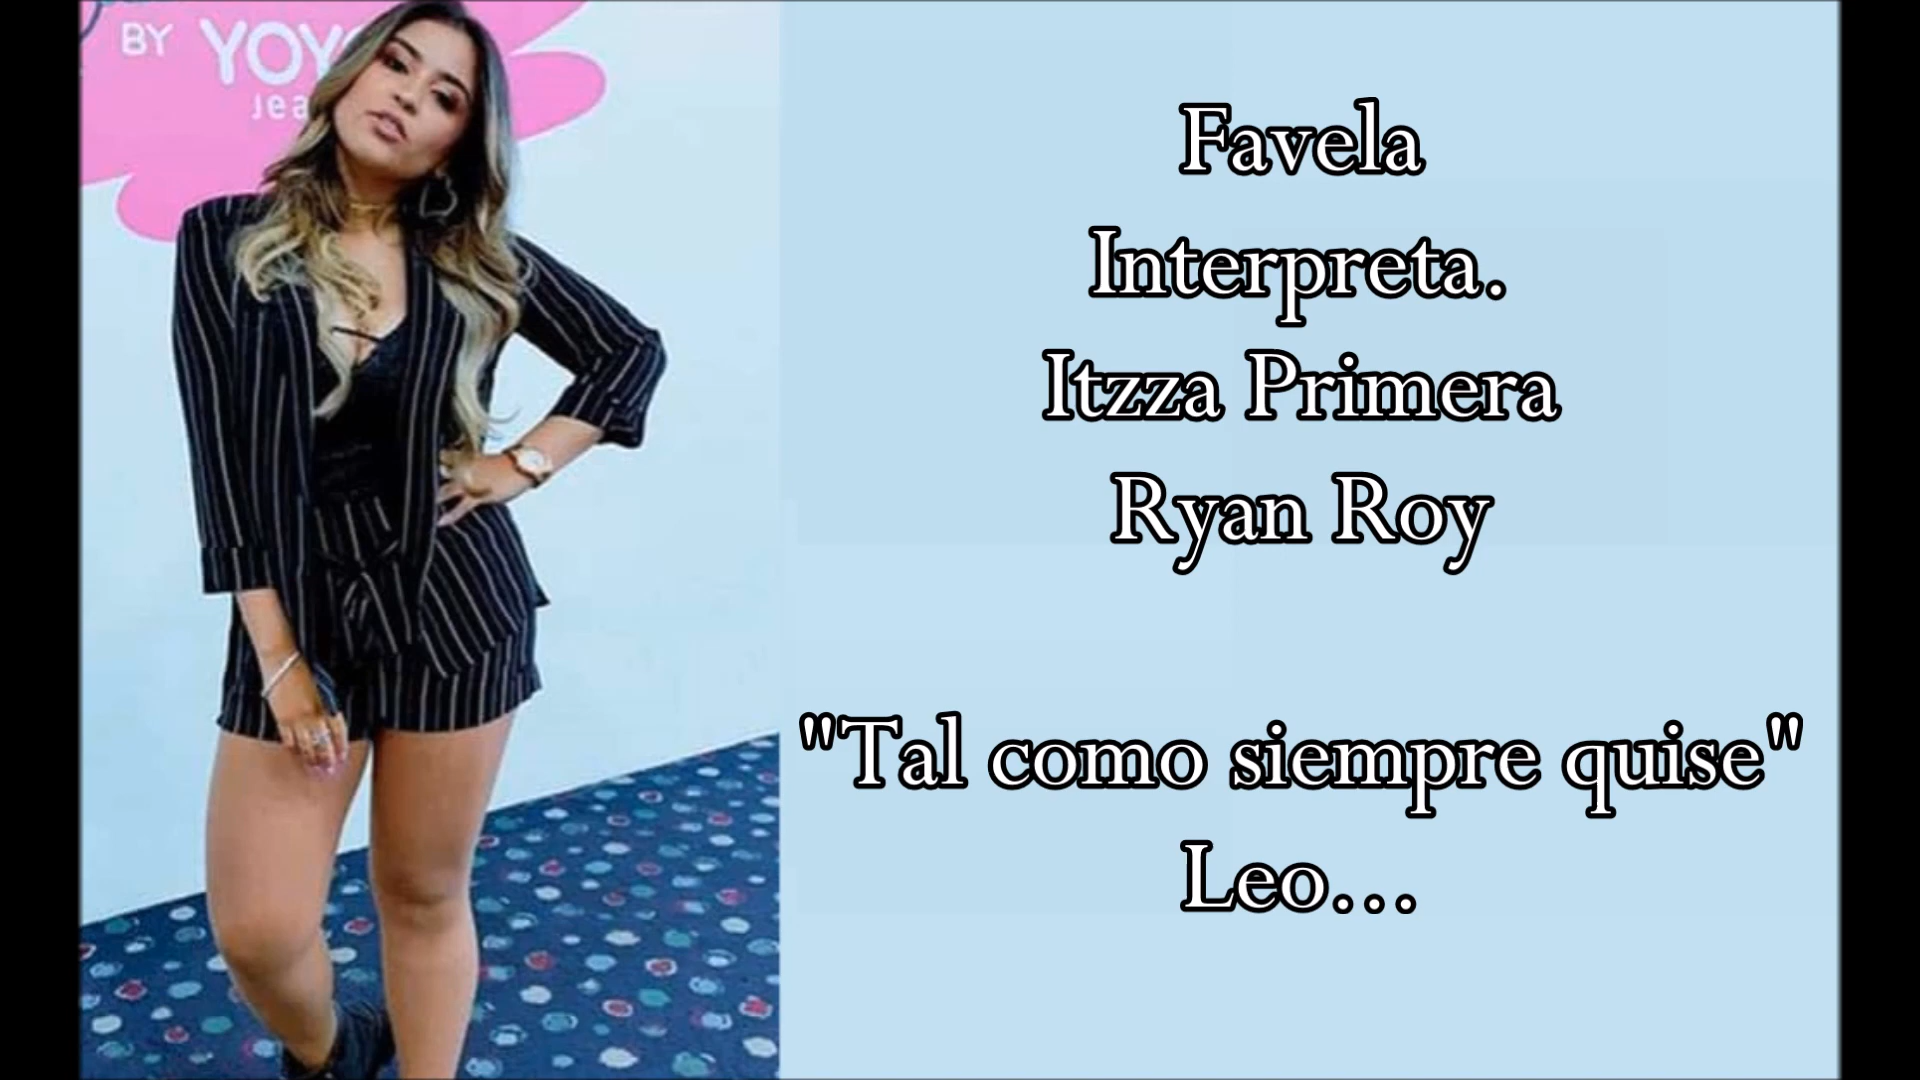 BY YOY
Jea
Favela
Interpreta.
Itzza Primera
Ryan Roy
"Tal como siempre quise"
Leo...